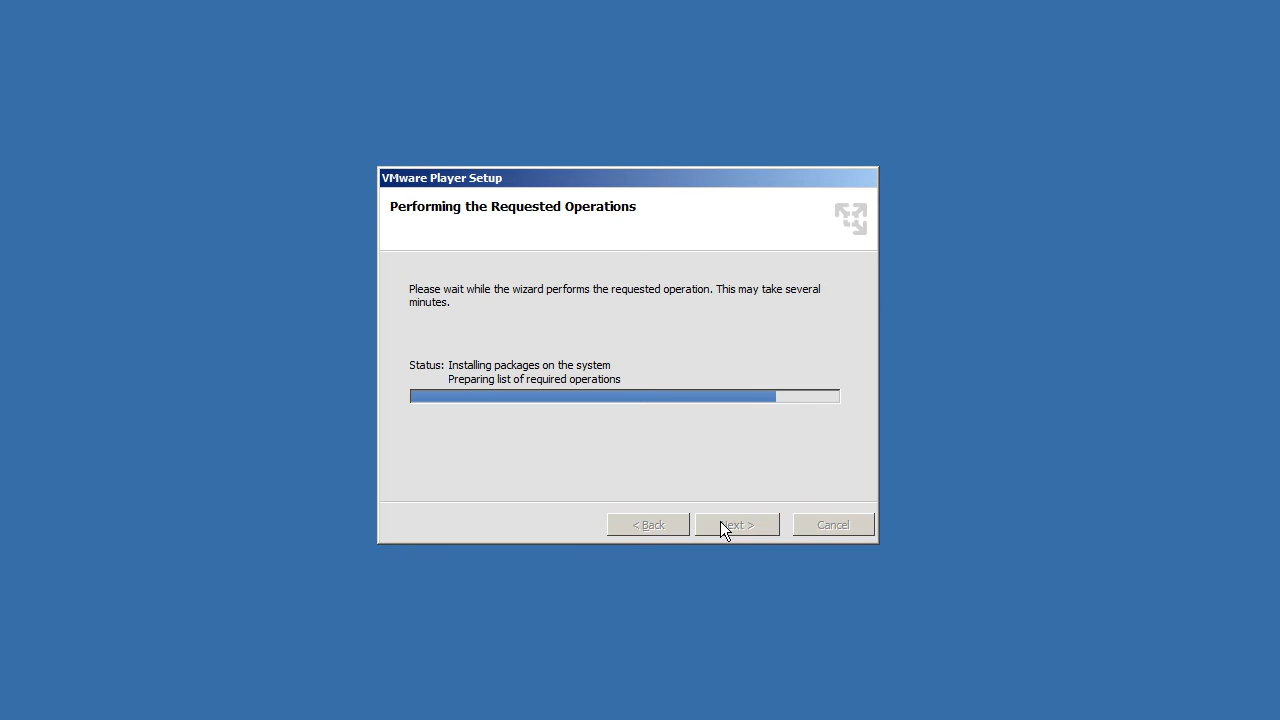 VMware Player Setup
Performing the Requested Operations
Please wait while the wizard performs the requested operation. This may take several
minutes.
Status: Installing packages on the system
Preparing list of required operations
< Back
ext >
Cancel